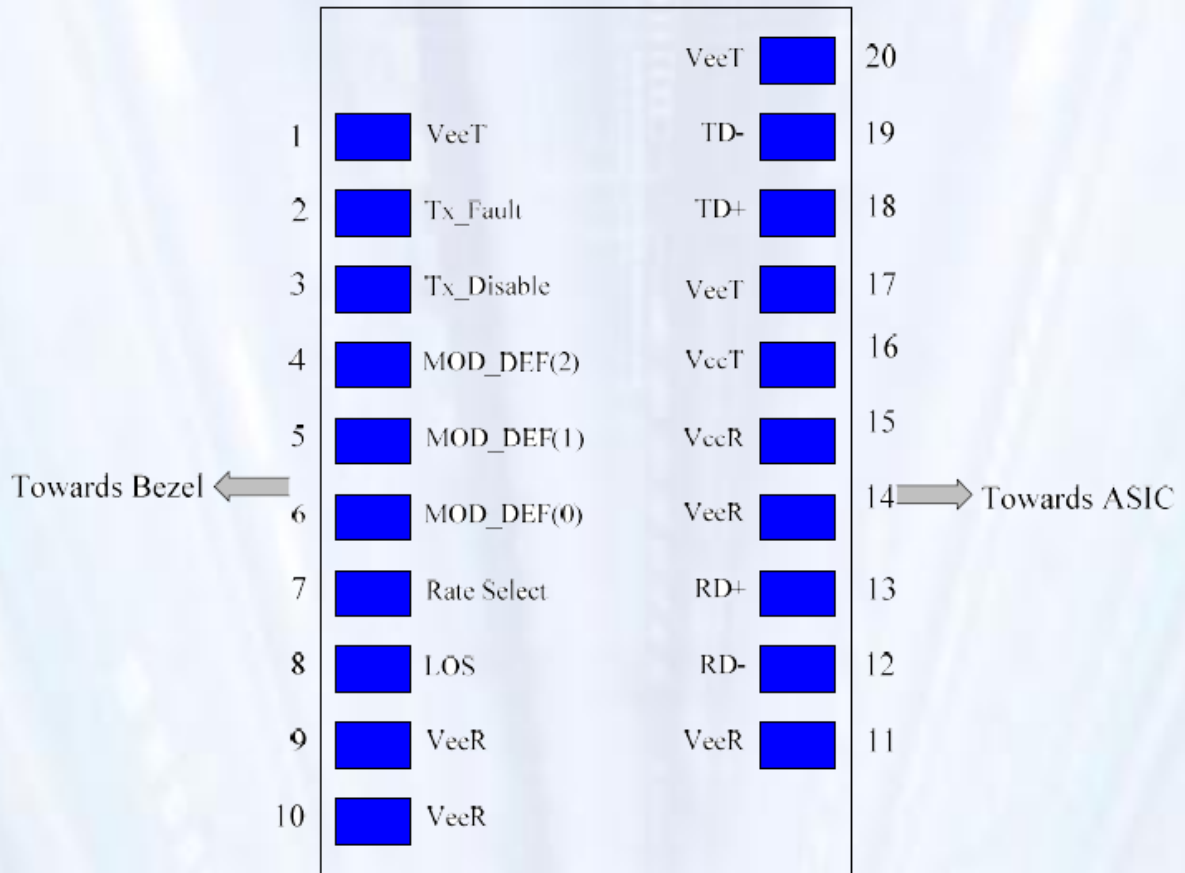 VeeT 20
1 VeeT TD- 19
2 Tx_Fault TD+ 18
3 Tx_Disable VeeT 17
4 MOD_DEF(2) VccT 16
5 MOD_DEF(1) VccR 15
Towards Bezel
6 MOD_DEF(0) VeeR 14
Towards ASIC
7 Rate Select RD+ 13
8 LOS RD- 12
9 VeeR VeeR 11
10 VeeR